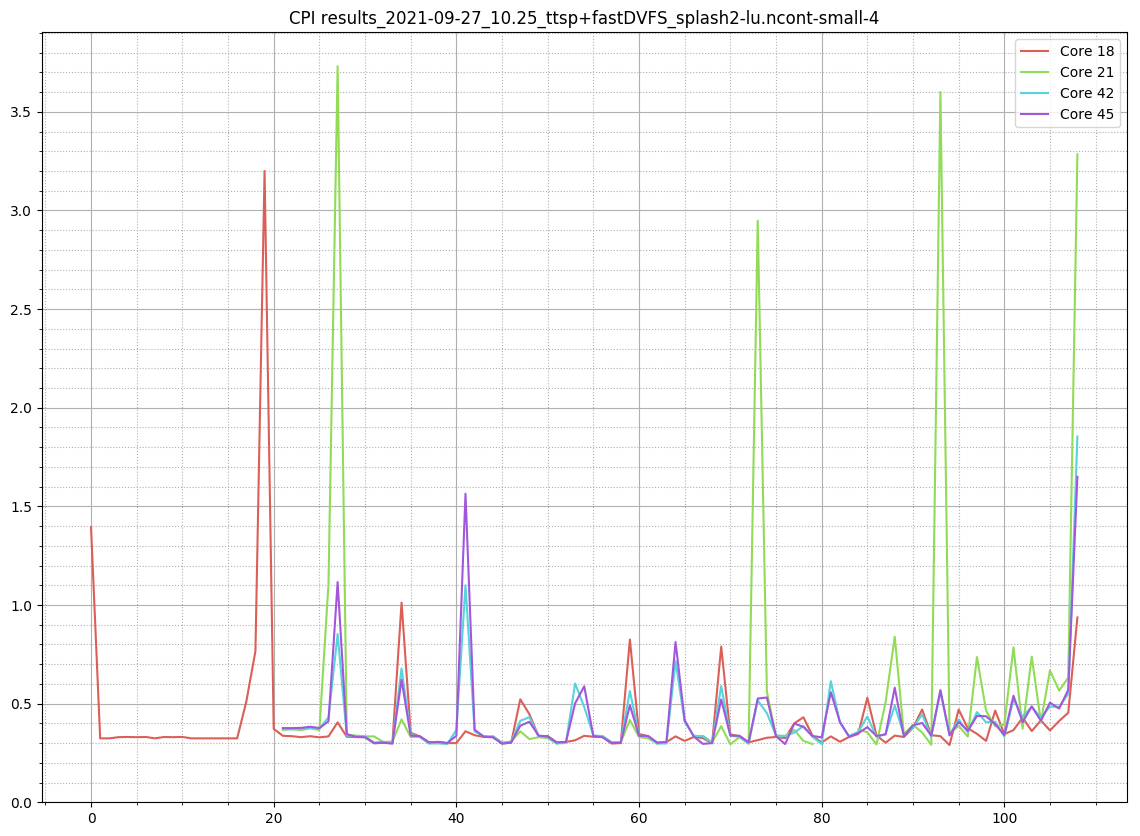 CPI results_2021-09-27_10.25_ttsp+fastDVFS_splash2-lu.ncont-small-4
Core 18
Core 21
Core 42
Core 45
3.5
3.0
2.5
2.0
1.5
1.0
0.5
0.0
0 20 40 60 80 100